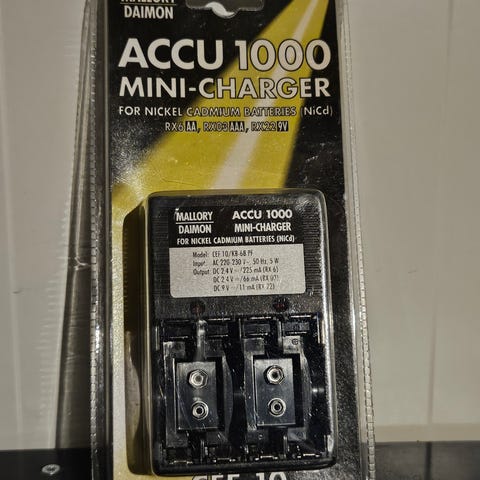 MALLORY
DAIMON
ACCU 1000
MINI-CHARGER
FOR NICKEL CADMIUM BATTERIES (NiCd)
RX6 AA, RX03 AAA, RX22 9V
MALLORY
DAIMON
ACCU 1000
MINI-CHARGER
FOR NICKEL CADMIUM BATTERIES (NiCd)
Model: CEF 10/KB-68 PF
Input: AC 220-230 V~ 50 Hz, 5 W
Output: DC 2.4 V ⎓/225 mA (RX 6)
DC 2.4 V ⎓/66 mA (RX 03)
DC 9 V ⎓/11 mA (RX 22)
CEF 10